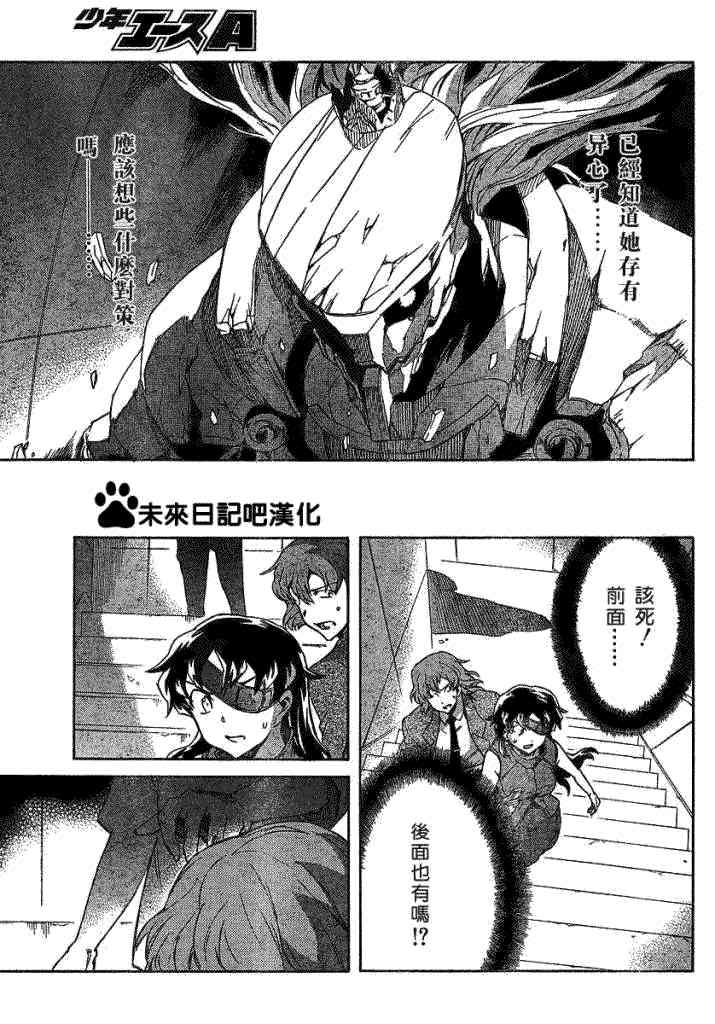 少年エースA
已經知道她存有
异心了……
應該想些什麼對策
嗎——……
未來日記吧漢化
該死！
前面……
後面也有嗎！？